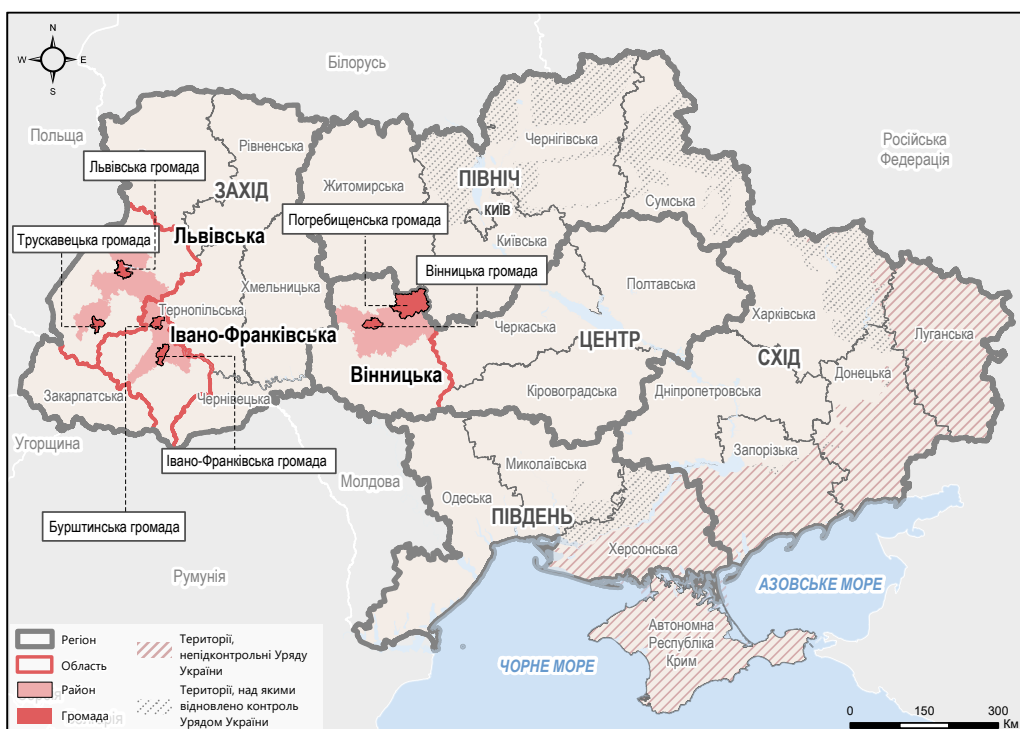 N
W
E
S
Білорусь
Польща
Російська
Федерація
Чернігівська
Рівненська
Львівська громада
ЗАХІД
Житомирська
ПІВНІЧ
Сумська
КИЇВ
Погребищенська громада
Трускавецька громада
Львівська
Київська
Вінницька громада
Хмельницька
Полтавська
Тернопільська
Харківська
Івано-Франківська
Черкаська
ЦЕНТР
Луганська
СХІД
Вінницька
Донецька
Закарпатська
Чернівецька
Кіровоградська
Дніпропетровська
Угорщина
Івано-Франківська громада
Миколаївська
Запорізька
Молдова
Одеська
Бурштинська громада
ПІВДЕНЬ
Херсонська
Румунія
АЗОВСЬКЕ МОРЕ
Автономна
Республіка
Крим
ЧОРНЕ МОРЕ
Регіон
Область
Район
Громада
Території,
непідконтрольні Уряду
України
Території, над якими
відновлено контроль
Урядом України
0
150
300
Км